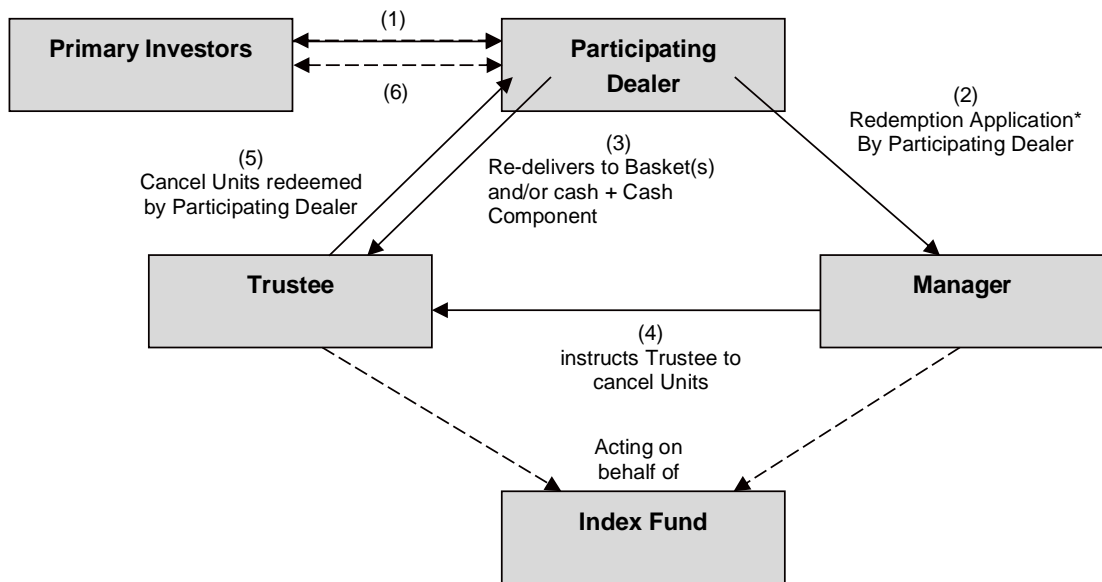 (1)
Primary Investors
Participating
Dealer
(6)
(2)
Redemption Application*
By Participating Dealer
(3)
Re-delivers to Basket(s)
and/or cash + Cash
Component
(5)
Cancel Units redeemed
by Participating Dealer
Trustee
Manager
(4)
instructs Trustee to
cancel Units
Acting on
behalf of
Index Fund